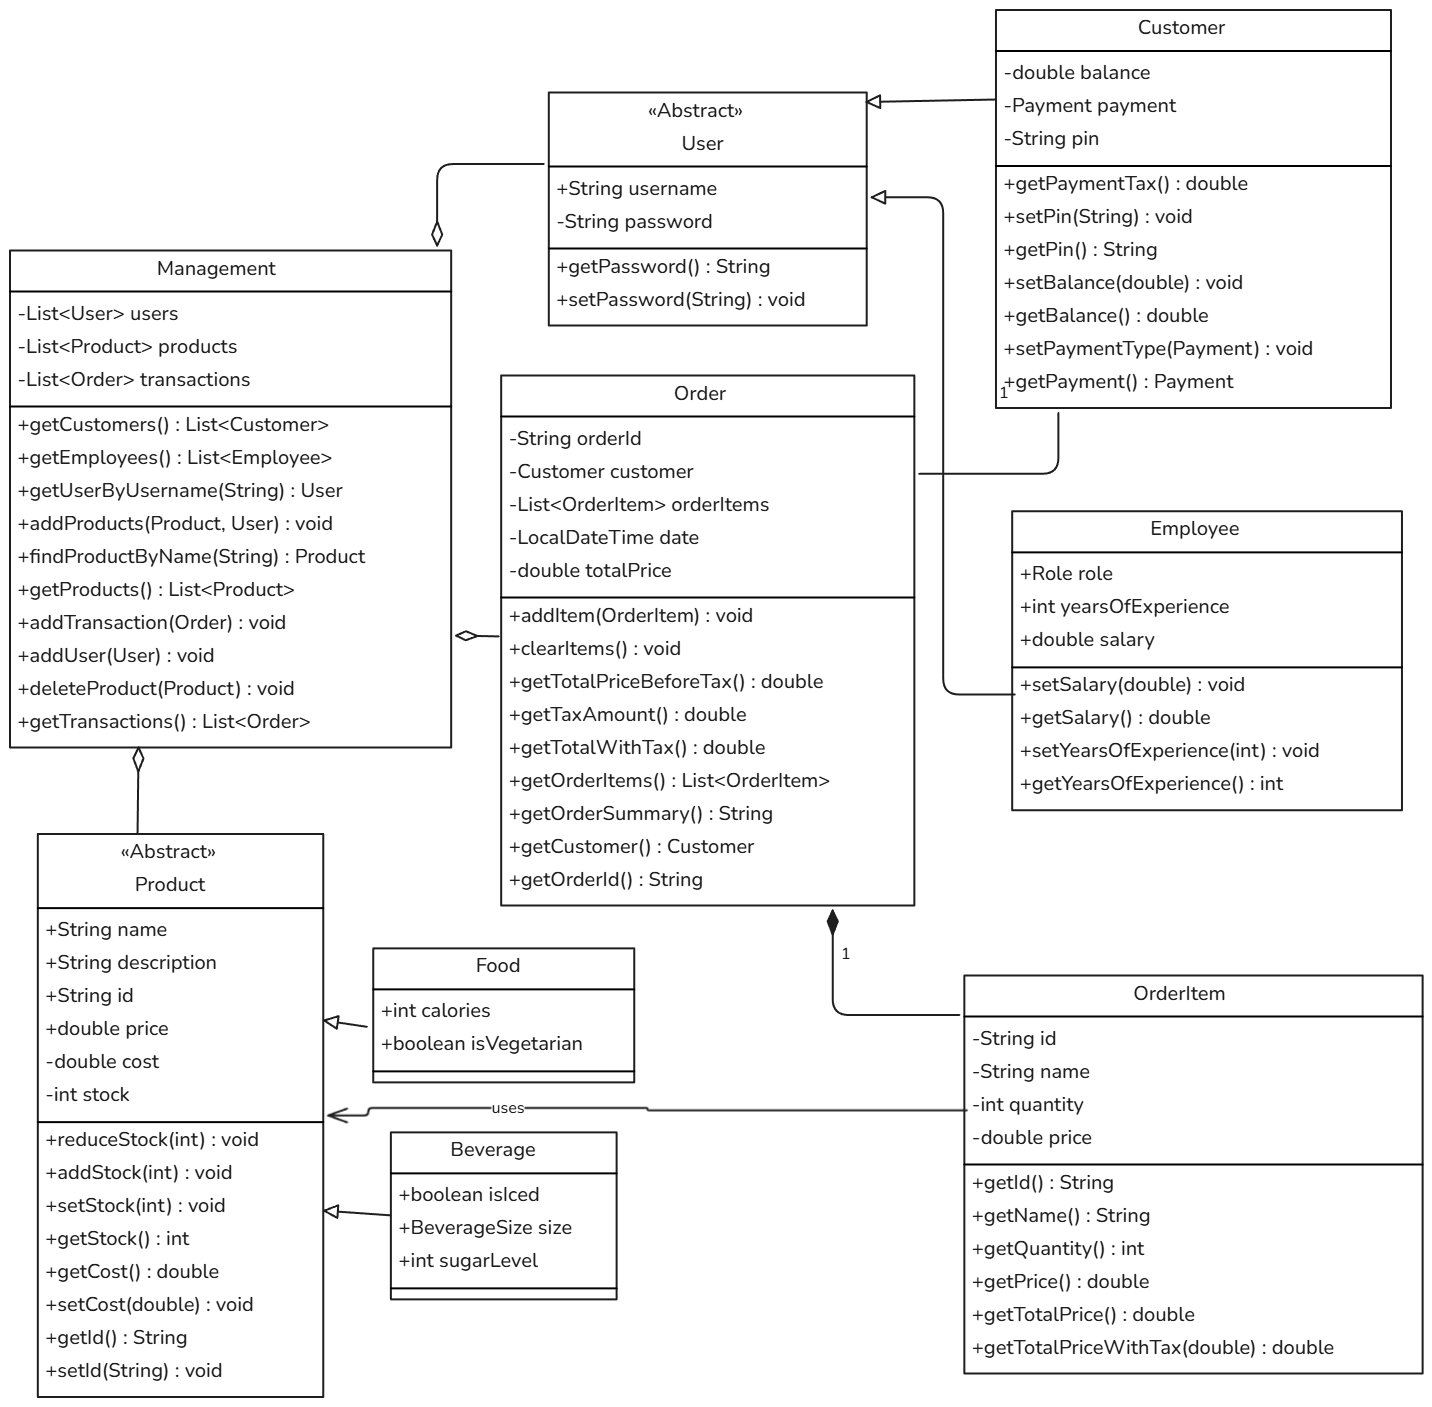 Customer
-double balance
-Payment payment
-String pin
+getPaymentTax() : double
+setPin(String) : void
+getPin() : String
+setBalance(double) : void
+getBalance() : double
+setPaymentType(Payment) : void
+getPayment() : Payment
1
«Abstract»
User
+String username
-String password
+getPassword() : String
+setPassword(String) : void
Management
-List<User> users
-List<Product> products
-List<Order> transactions
+getCustomers() : List<Customer>
+getEmployees() : List<Employee>
+getUserByUsername(String) : User
+addProducts(Product, User) : void
+findProductByName(String) : Product
+getProducts() : List<Product>
+addTransaction(Order) : void
+addUser(User) : void
+deleteProduct(Product) : void
+getTransactions() : List<Order>
Order
-String orderId
-Customer customer
-List<OrderItem> orderItems
-LocalDateTime date
-double totalPrice
+addItem(OrderItem) : void
+clearItems() : void
+getTotalPriceBeforeTax() : double
+getTaxAmount() : double
+getTotalWithTax() : double
+getOrderItems() : List<OrderItem>
+getOrderSummary() : String
+getCustomer() : Customer
+getOrderId() : String
Employee
+Role role
+int yearsOfExperience
+double salary
+setSalary(double) : void
+getSalary() : double
+setYearsOfExperience(int) : void
+getYearsOfExperience() : int
«Abstract»
Product
+String name
+String description
+String id
+double price
-double cost
-int stock
+reduceStock(int) : void
+addStock(int) : void
+setStock(int) : void
+getStock() : int
+getCost() : double
+setCost(double) : void
+getId() : String
+setId(String) : void
Food
+int calories
+boolean isVegetarian
1
uses
Beverage
+boolean isIced
+BeverageSize size
+int sugarLevel
OrderItem
-String id
-String name
-int quantity
-double price
+getId() : String
+getName() : String
+getQuantity() : int
+getPrice() : double
+getTotalPrice() : double
+getTotalPriceWithTax(double) : double